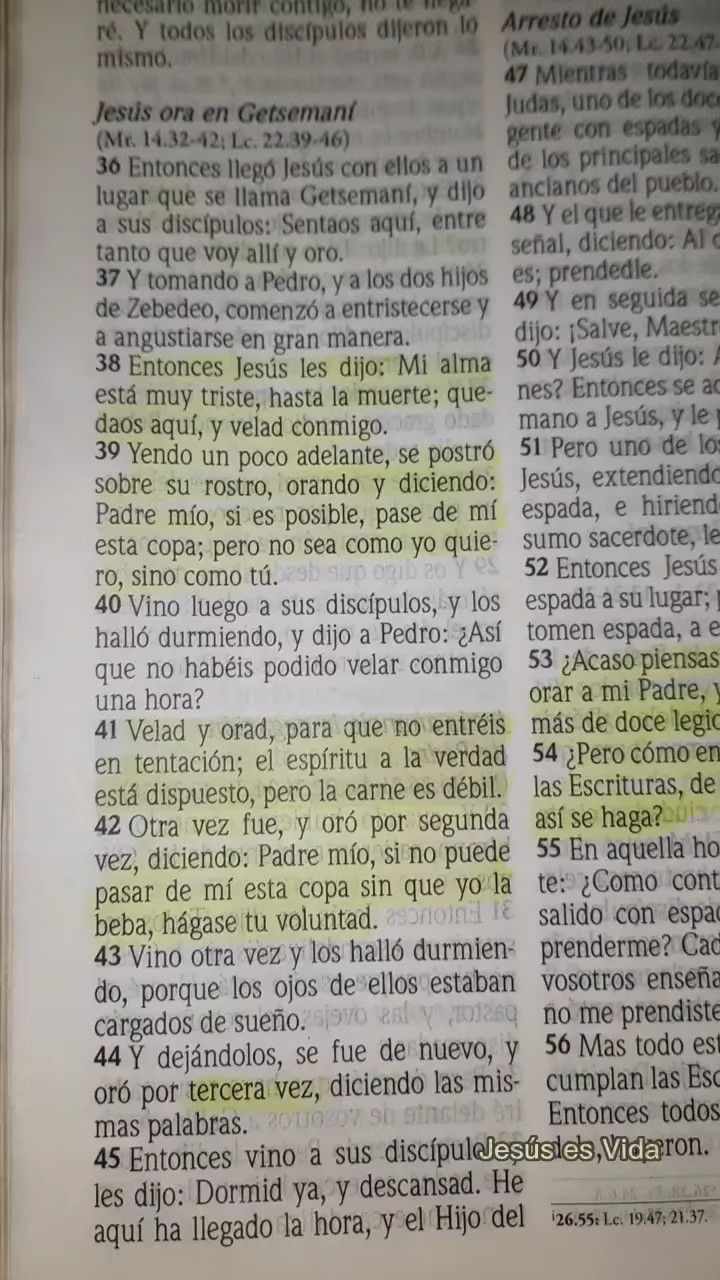 necesario morir contigo, no te nega-
ré. Y todos los discípulos dijeron lo
mismo.
Jesús ora en Getsemaní
(Mr. 14.32-42; Lc. 22.39-46)
36 Entonces llegó Jesús con ellos a un
lugar que se llama Getsemaní, y dijo
a sus discípulos: Sentaos aquí, entre
tanto que voy allí y oro.
37 Y tomando a Pedro, y a los dos hijos
de Zebedeo, comenzó a entristecerse y
a angustiarse en gran manera.
38 Entonces Jesús les dijo: Mi alma
está muy triste, hasta la muerte; que-
daos aquí, y velad conmigo.
39 Yendo un poco adelante, se postró
sobre su rostro, orando y diciendo:
Padre mío, si es posible, pase de mí
esta copa; pero no sea como yo quie-
ro, sino como tú.
40 Vino luego a sus discípulos, y los
halló durmiendo, y dijo a Pedro: ¿Así
que no habéis podido velar conmigo
una hora?
41 Velad y orad, para que no entréis
en tentación; el espíritu a la verdad
está dispuesto, pero la carne es débil.
42 Otra vez fue, y oró por segunda
vez, diciendo: Padre mío, si no puede
pasar de mí esta copa sin que yo la
beba, hágase tu voluntad.
43 Vino otra vez y los halló durmien-
do, porque los ojos de ellos estaban
cargados de sueño.
44 Y dejándolos, se fue de nuevo, y
oró por tercera vez, diciendo las mis-
mas palabras.
45 Entonces vino a sus
les dijo: Dormid ya, y descansad. He
aquí ha llegado la hora, y el Hijo del
Arresto de Jesús
(Mr. 14.43-50; Lc. 22.47-
47 Mientras todavía
Judas, uno de los doc
gente con espadas y
de los principales sa
ancianos del pueblo.
48 Y el que le entreg
señal, diciendo: Al
es; prendedle.
49 Y en seguida se
dijo: ¡Salve, Maestr
50 Y Jesús le dijo: A
nes? Entonces se ac
mano a Jesús, y le
51 Pero uno de lo
Jesús, extendiendo
espada, e hiriend
sumo sacerdote, le
52 Entonces Jesús
espada a su lugar;
tomen espada, a e
53 ¿Acaso piensas
orar a mi Padre, y
más de doce legio
54 ¿Pero cómo en
las Escrituras, de
así se haga?
55 En aquella ho
te: ¿Como cont
salido con espa
prenderme? Cad
vosotros enseña
no me prendiste
56 Mas todo est
cumplan las Esc
Entonces todos
Jesús es Vida
26.55: Lc. 19.47; 21.37.